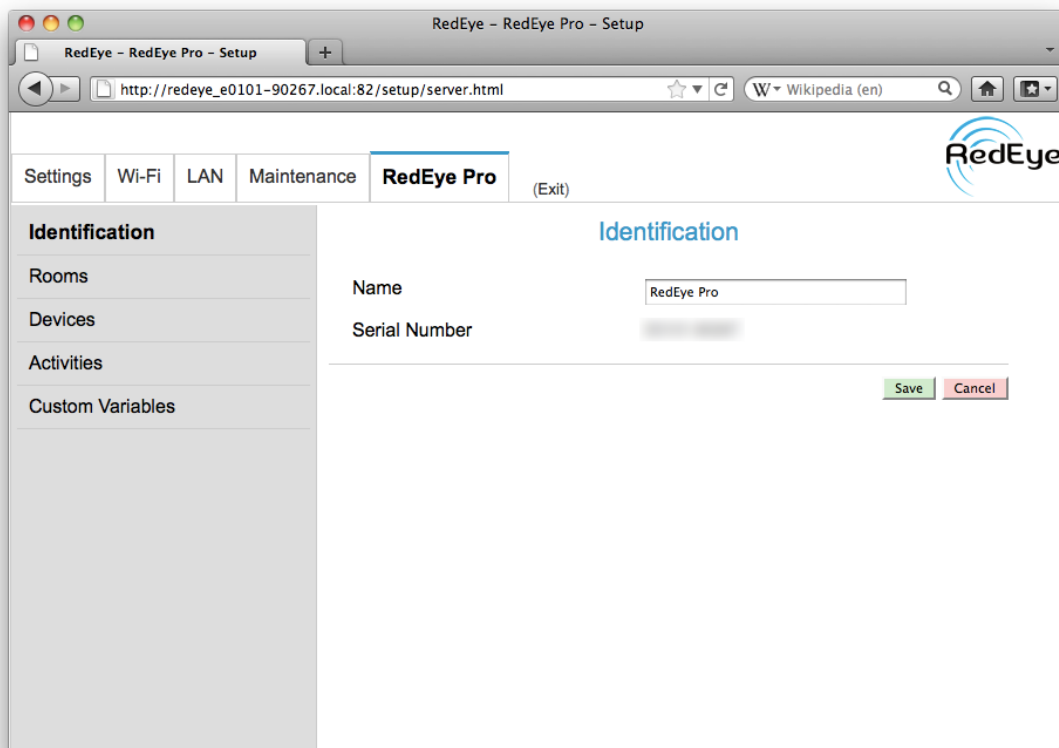 RedEye – RedEye Pro – Setup
RedEye – RedEye Pro – Setup
http://redeye_e0101-90267.local:82/setup/server.html
W Wikipedia (en)
RedEye
Settings Wi-Fi LAN Maintenance RedEye Pro (Exit)
Identification
Rooms
Devices
Activities
Custom Variables
Identification
Name RedEye Pro
Serial Number
Save Cancel